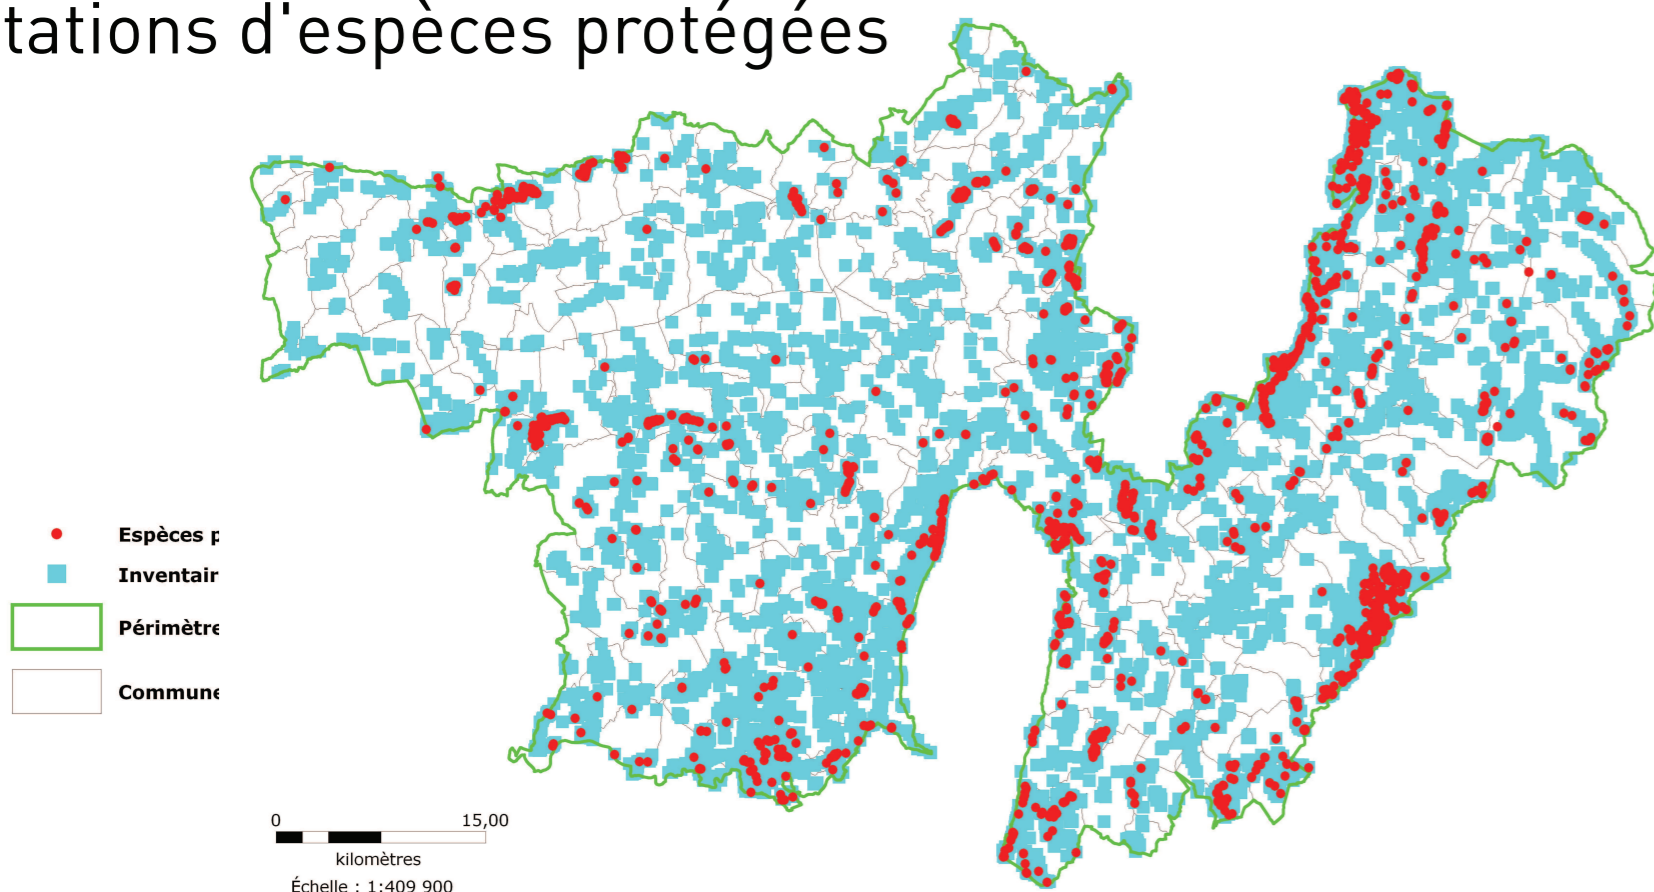 tations d'espèces protégées
Espèces p
Inventair
Périmètre
Commune
0 15,00
kilomètres
Échelle : 1:409 900